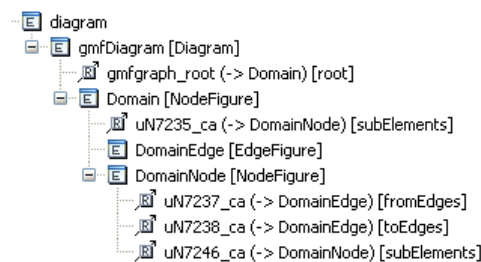 diagram
gmfDiagram [Diagram]
gmfgraph_root (-> Domain) [root]
Domain [NodeFigure]
uN7235_ca (-> DomainNode) [subElements]
DomainEdge [EdgeFigure]
DomainNode [NodeFigure]
uN7237_ca (-> DomainEdge) [fromEdges]
uN7238_ca (-> DomainEdge) [toEdges]
uN7246_ca (-> DomainNode) [subElements]